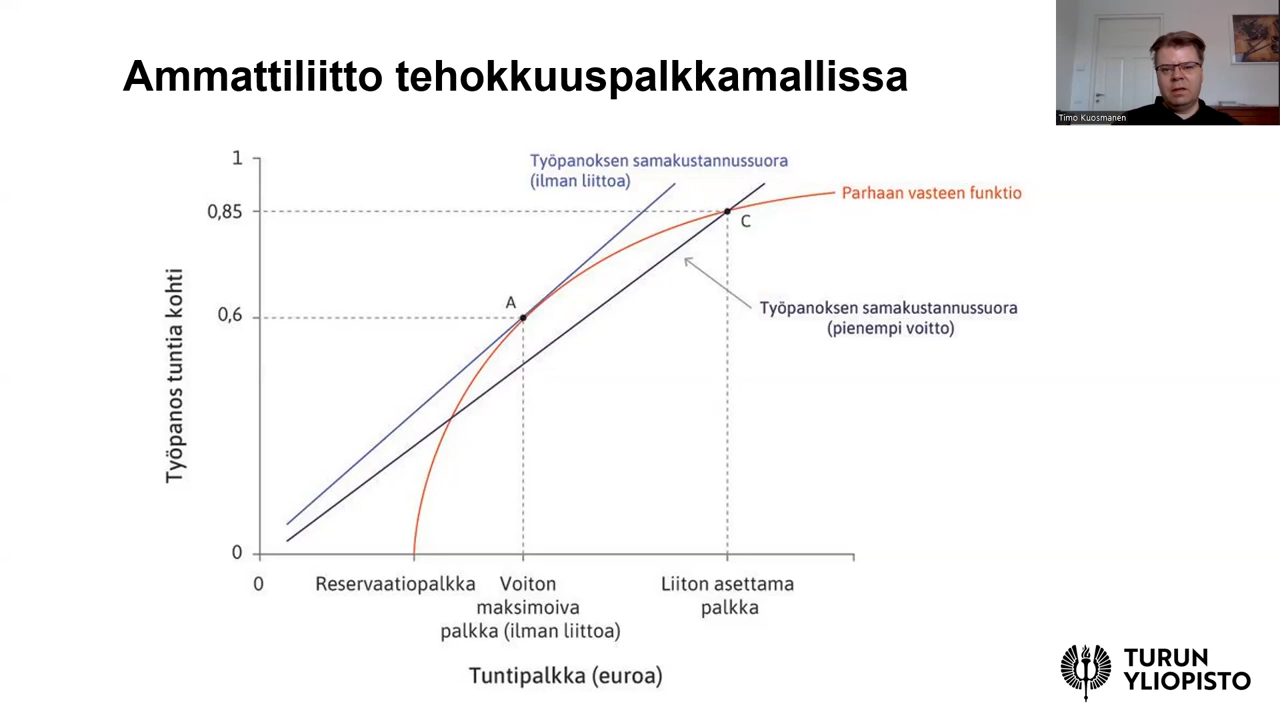 Ammattiliitto tehokkuuspalkkamallissa
Timo Kuosmanen
Työpanoksen samakustannussuora
(ilman liittoa)
Parhaan vasteen funktio
1
0,85
C
A
0,6
Työpanoksen samakustannussuora
(pienempi voitto)
Työpanos tuntia kohti
0
0
Reservaatiopalkka
Voiton
maksimoiva
palkka (ilman liittoa)
Liiton asettama
palkka
Tuntipalkka (euroa)
TURUN
YLIOPISTO